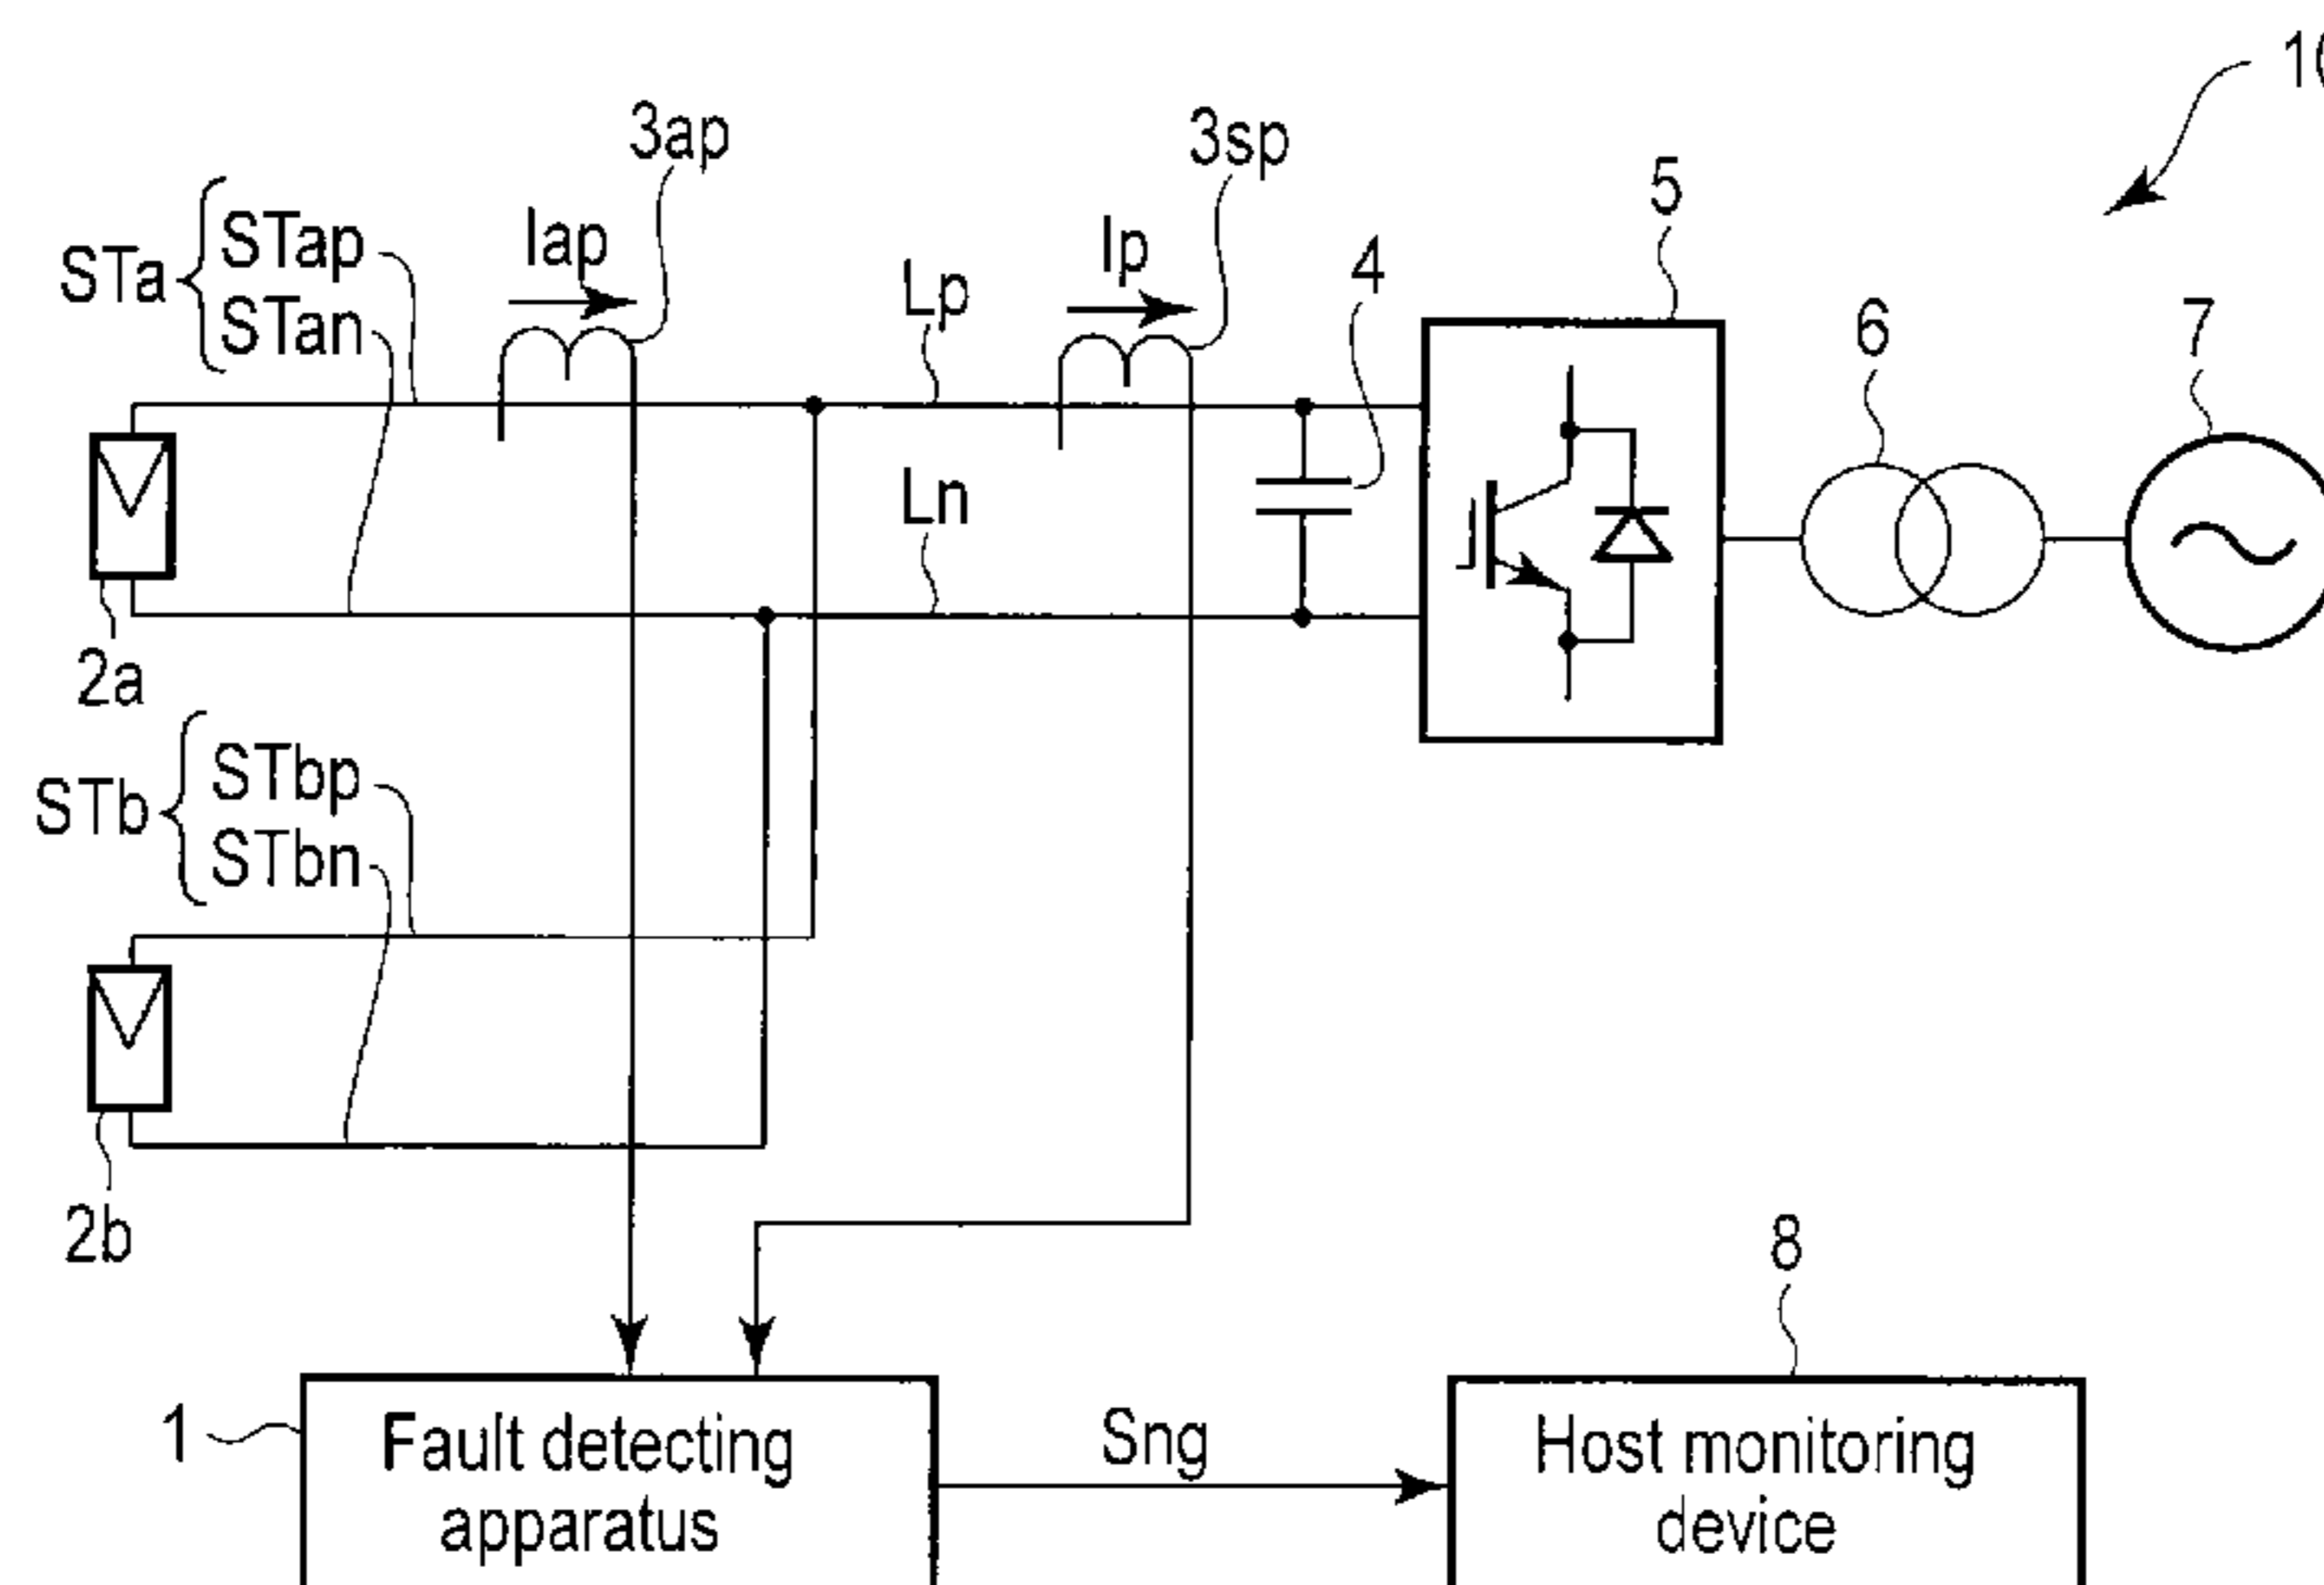 3ap
3sp
5
STa
STap
STan
Iap
Lp
Ip
4
6
7
Ln
2a
STb
STbp
STbn
2b
8
1
Fault detecting
apparatus
Sng
Host monitoring
device